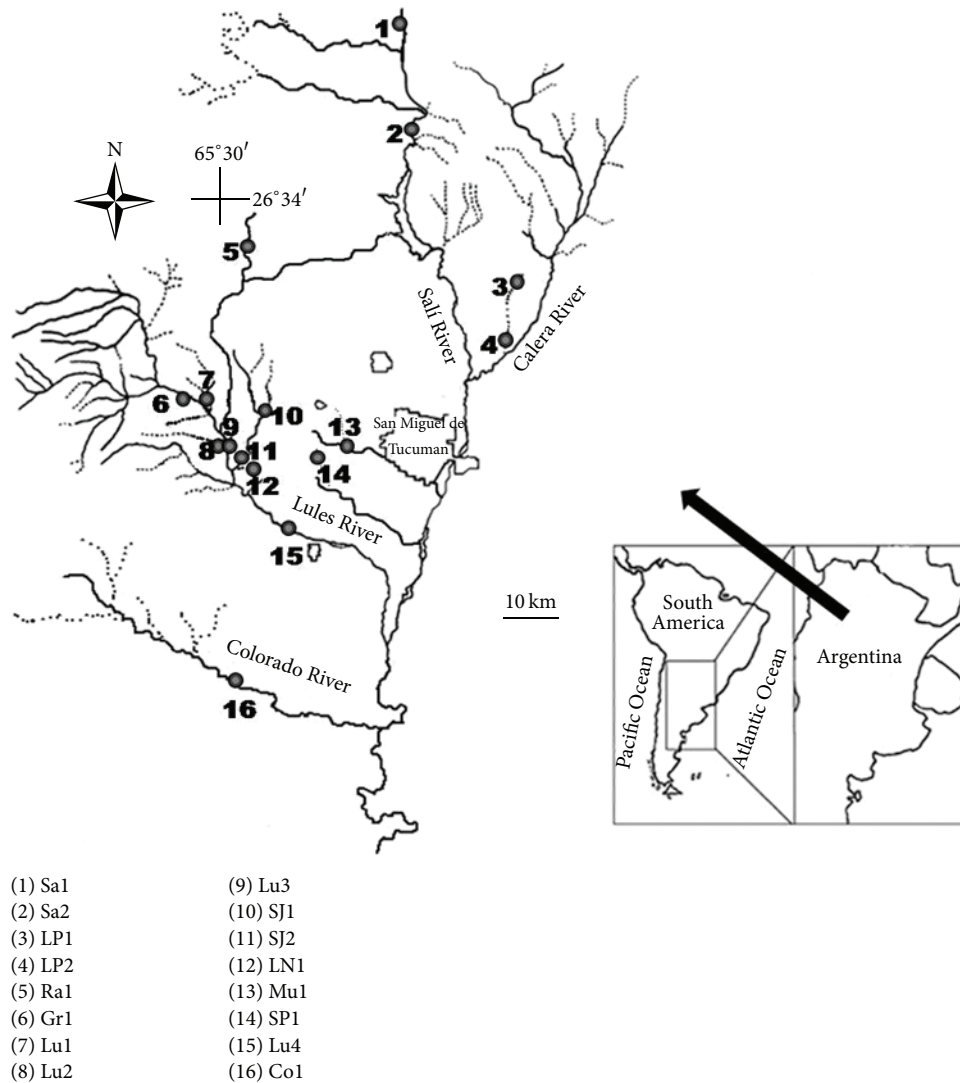 1
2
N
65°30′
26°34′
5
3
Salí River
Calera River
4
6
7
10
8
9
11
12
13
14
San Miguel de
Tucuman
Lules River
15
10 km
Colorado River
16
South
America
Pacific Ocean
Atlantic Ocean
Argentina
(1) Sa1
(2) Sa2
(3) LP1
(4) LP2
(5) Ra1
(6) Gr1
(7) Lu1
(8) Lu2
(9) Lu3
(10) SJ1
(11) SJ2
(12) LN1
(13) Mu1
(14) SP1
(15) Lu4
(16) Co1